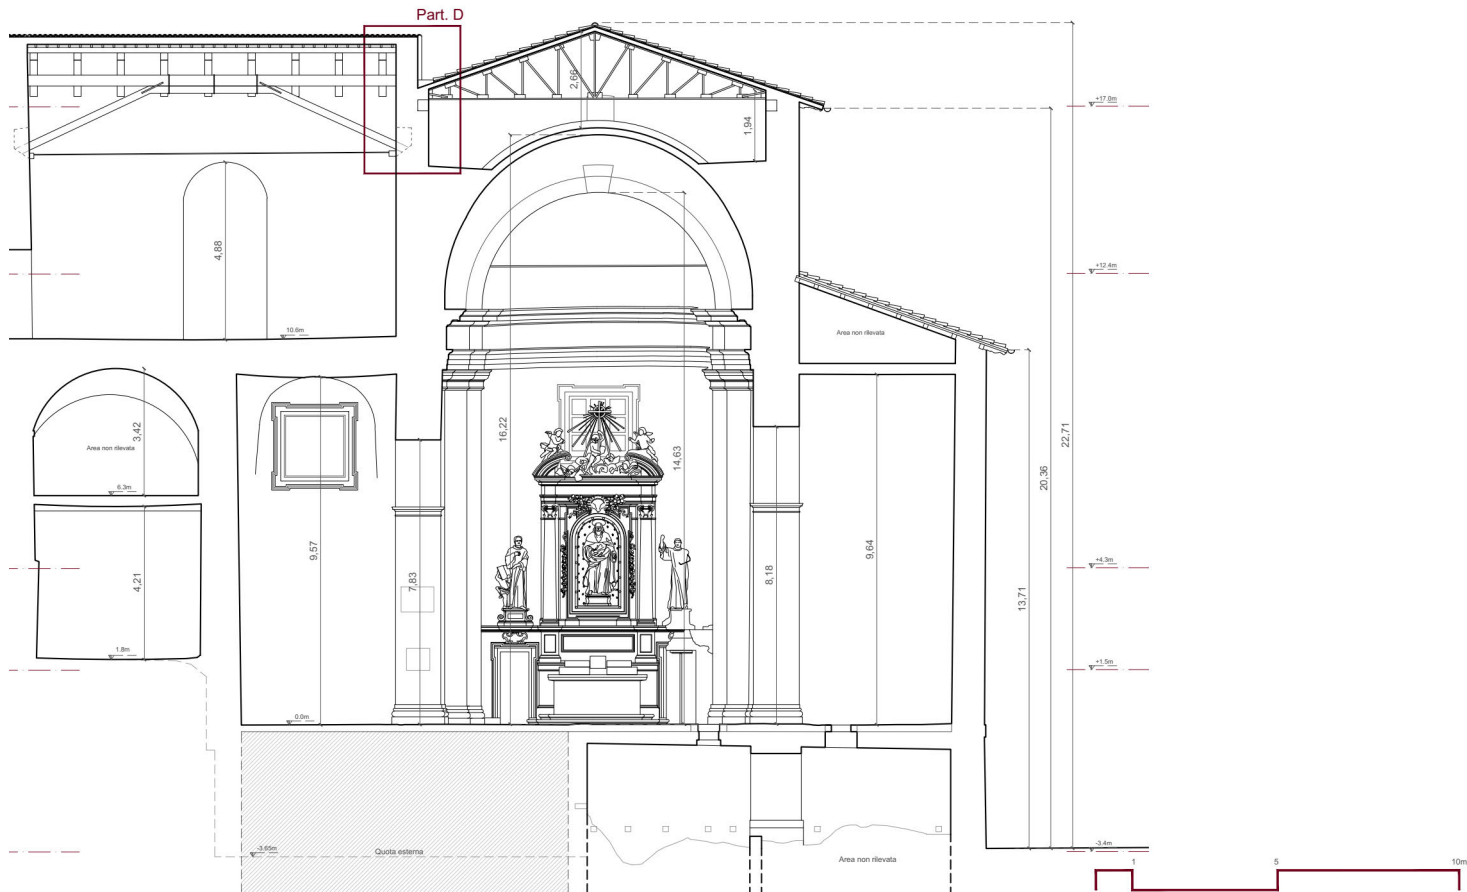 Part. D
2,66
+17.0m
1,94
4,88
+12.4m
10.6m
Area non rilevata
3,42
Area non rilevata
16,22
22,71
14,63
20,36
6.3m
9,57
9,64
4,21
7,83
8,18
+4.3m
13,71
1.8m
+1.5m
0.0m
-3.65m
Quota esterna
Area non rilevata
-3.4m
1
5
10m